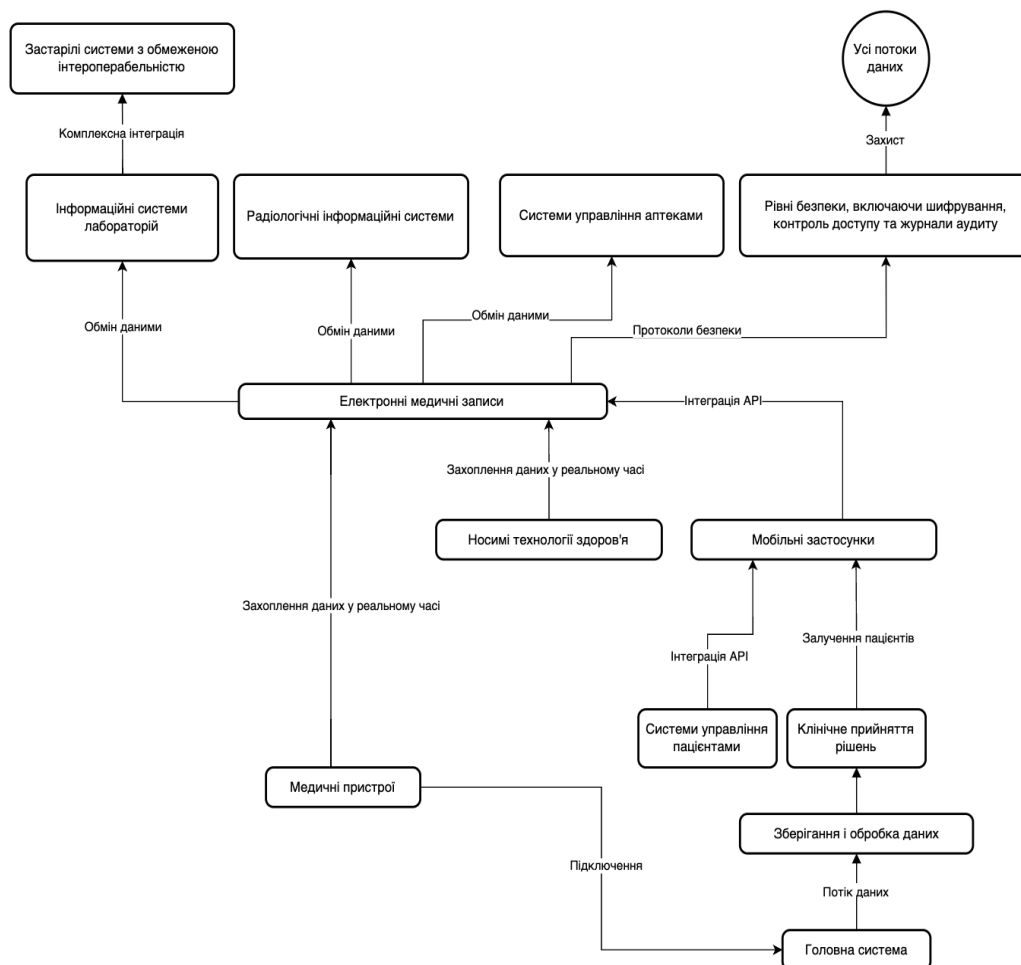 Застарілі системи з обмеженою
інтероперабельністю
Усі потоки
даних
Комплексна інтеграція
Захист
Інформаційні системи
лабораторій
Радіологічні інформаційні системи
Системи управління аптеками
Рівні безпеки, включаючи шифрування,
контроль доступу та журнали аудиту
Обмін даними
Обмін даними
Обмін даними
Протоколи безпеки
Електронні медичні записи
Інтеграція API
Захоплення даних у реальному часі
Носимі технології здоров'я
Мобільні застосунки
Захоплення даних у реальному часі
Інтеграція API
Залучення пацієнтів
Системи управління
пацієнтами
Клінічне прийняття
рішень
Медичні пристрої
Зберігання і обробка даних
Підключення
Потік даних
Головна система